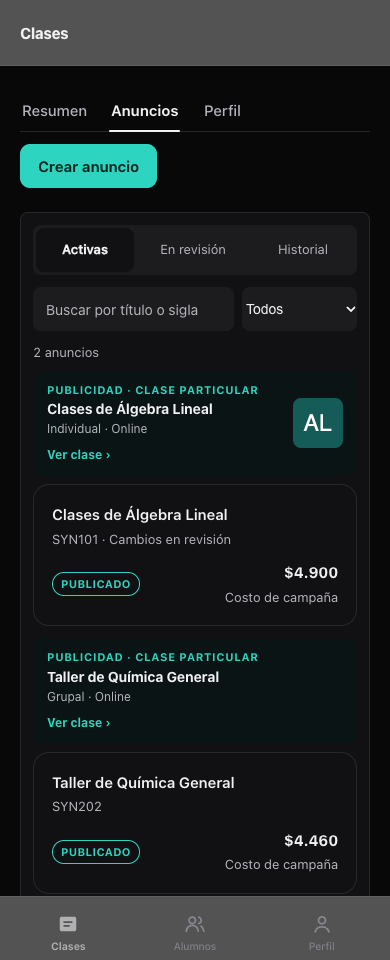 Clases
Resumen Anuncios Perfil
Crear anuncio
Activas En revisión Historial
Buscar por título o sigla Todos
2 anuncios
PUBLICIDAD · CLASE PARTICULAR
Clases de Álgebra Lineal
Individual · Online
Ver clase ›
AL
Clases de Álgebra Lineal
SYN101 · Cambios en revisión
PUBLICADO
$4.900
Costo de campaña
PUBLICIDAD · CLASE PARTICULAR
Taller de Química General
Grupal · Online
Ver clase ›
Taller de Química General
SYN202
PUBLICADO
$4.460
Costo de campaña
Clases Alumnos Perfil